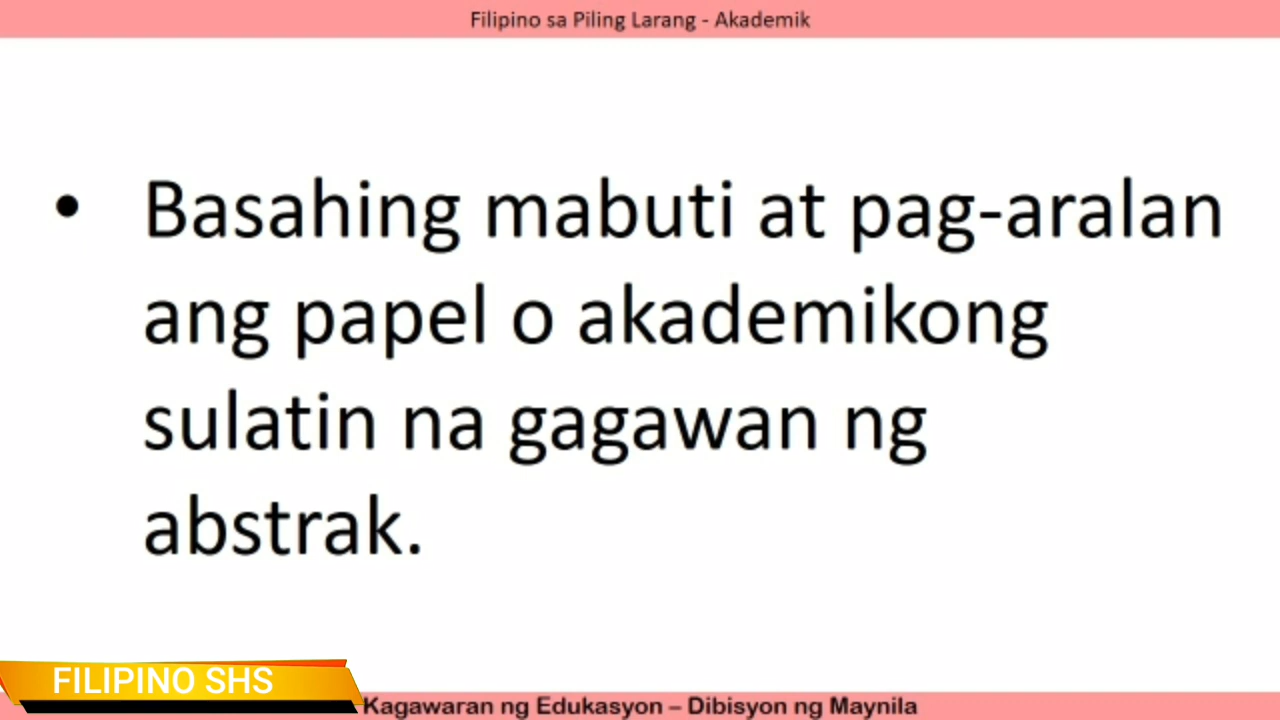 Filipino sa Piling Larang - Akademik
• Basahing mabuti at pag-aralan
ang papel o akademikong
sulatin na gagawan ng
abstrak.
FILIPINO SHS
Kagawaran ng Edukasyon – Dibisyon ng Maynila